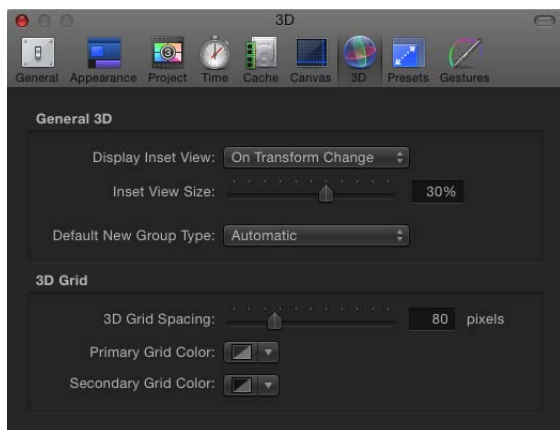 3D
General Appearance Project Time Cache Canvas 3D Presets Gestures
General 3D
Display Inset View: On Transform Change
Inset View Size: 30%
Default New Group Type: Automatic
3D Grid
3D Grid Spacing: 80 pixels
Primary Grid Color:
Secondary Grid Color: